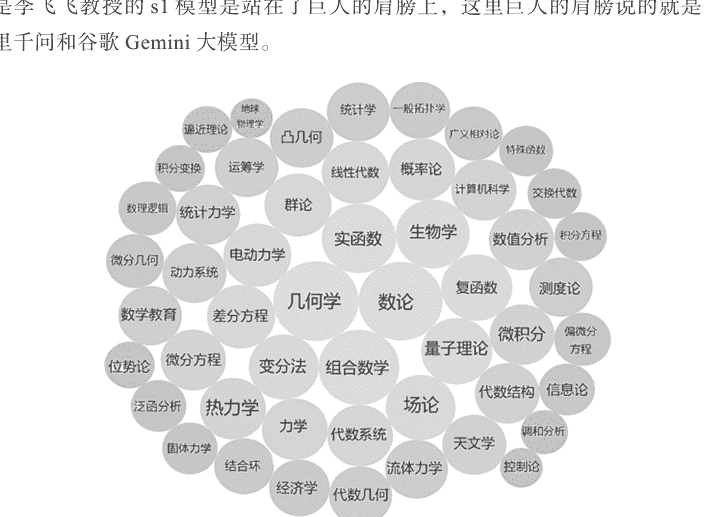 是李飞飞教授的 s1 模型是站在了巨人的肩膀上，这里巨人的肩膀说的就是
里千问和谷歌 Gemini 大模型。
统计学
一般拓扑学
地球
物理学
逼近理论
凸几何
广义相对论
特殊函数
积分变换
运筹学
线性代数
概率论
计算机科学
交换代数
数理逻辑
统计力学
群论
实函数
生物学
数值分析
积分方程
微分几何
动力系统
电动力学
复函数
测度论
几何学
数论
数学教育
差分方程
微积分
偏微分
方程
量子理论
位势论
微分方程
变分法
组合数学
代数结构
信息论
泛函分析
热力学
场论
力学
代数系统
天文学
调和分析
固体力学
结合环
流体力学
控制论
经济学
代数几何